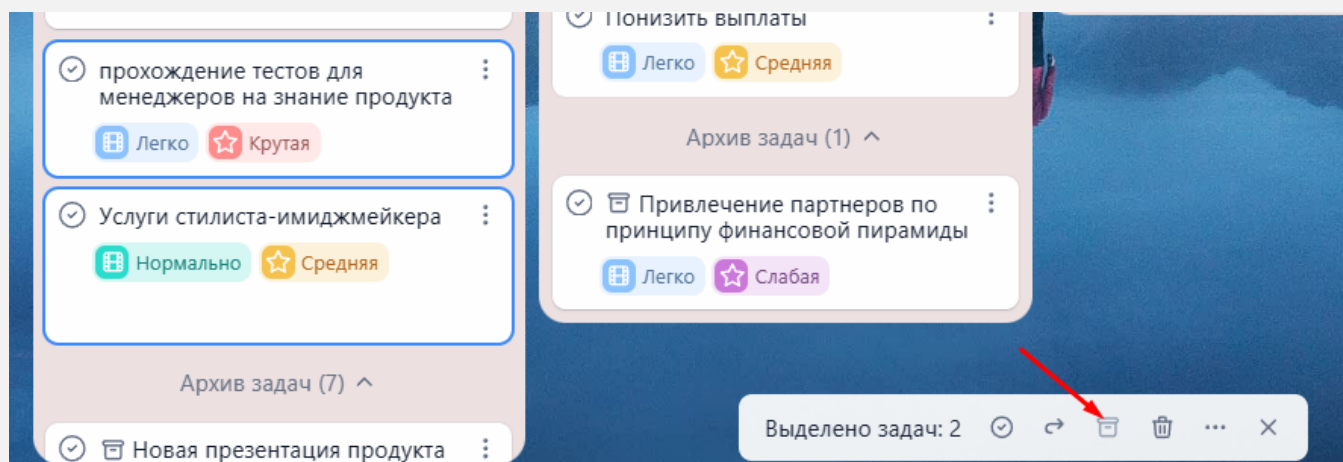 прохождение тестов для
менеджеров на знание продукта
Легко Крутая
Услуги стилиста-имиджмейкера
Нормально Средняя
Архив задач (7)
Новая презентация продукта
Понизить выплаты
Легко Средняя
Архив задач (1)
Привлечение партнеров по
принципу финансовой пирамиды
Легко Слабая
Выделено задач: 2